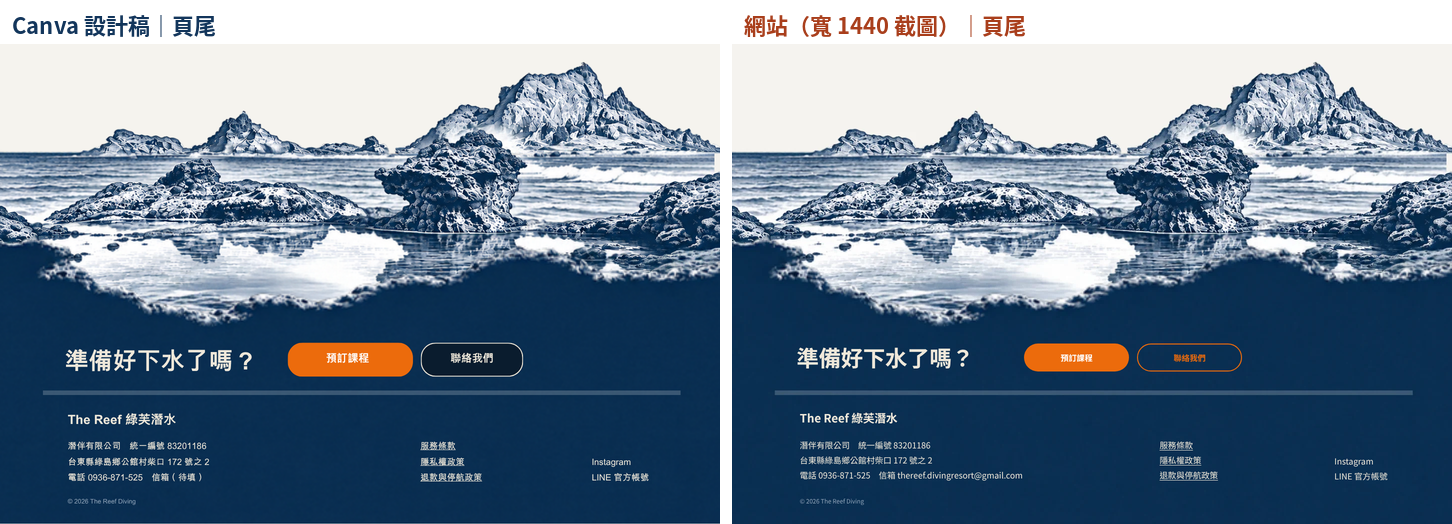 Canva 設計稿｜頁尾
準備好下水了嗎？
預訂課程
聯絡我們
The Reef 綠芙潛水
潛伴有限公司　統一編號 83201186
台東縣綠島鄉公館村柴口 172 號之 2
電話 0936-871-525　信箱（待填）
服務條款
隱私權政策
退款與停航政策
Instagram
LINE 官方帳號
© 2026 The Reef Diving
網站（寬 1440 截圖）｜頁尾
準備好下水了嗎？
預訂課程
聯絡我們
The Reef 綠芙潛水
潛伴有限公司　統一編號 83201186
台東縣綠島鄉公館村柴口 172 號之 2
電話 0936-871-525　信箱 thereef.divingresort@gmail.com
服務條款
隱私權政策
退款與停航政策
Instagram
LINE 官方帳號
© 2026 The Reef Diving